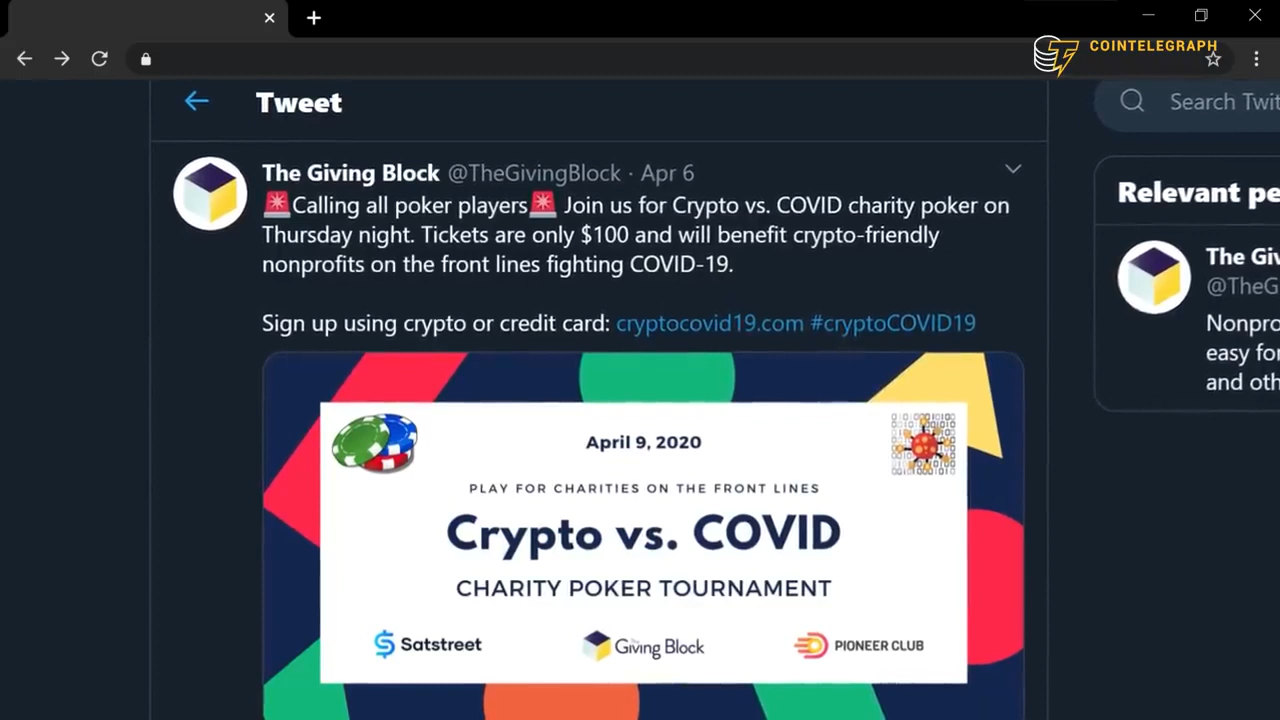 COINTELEGRAPH
Tweet
Search Twit
The Giving Block @TheGivingBlock · Apr 6
🚨Calling all poker players🚨 Join us for Crypto vs. COVID charity poker on
Thursday night. Tickets are only $100 and will benefit crypto-friendly
nonprofits on the front lines fighting COVID-19.
Sign up using crypto or credit card: cryptocovid19.com #cryptoCOVID19
April 9, 2020
PLAY FOR CHARITIES ON THE FRONT LINES
Crypto vs. COVID
CHARITY POKER TOURNAMENT
Satstreet
The Giving Block
PIONEER CLUB
Relevant pe
The Giv
@TheG
Nonpro
easy for
and oth